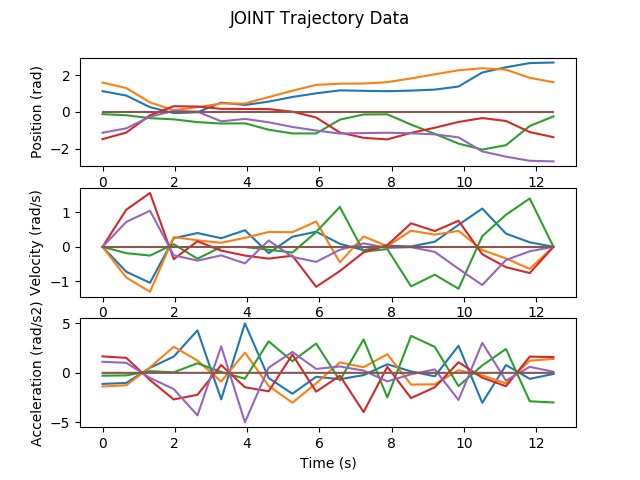 JOINT Trajectory Data
Position (rad)
2
0
−2
0 2 4 6 8 10 12
Velocity (rad/s)
1
0
−1
0 2 4 6 8 10 12
Acceleration (rad/s2)
5
0
−5
0 2 4 6 8 10 12
Time (s)